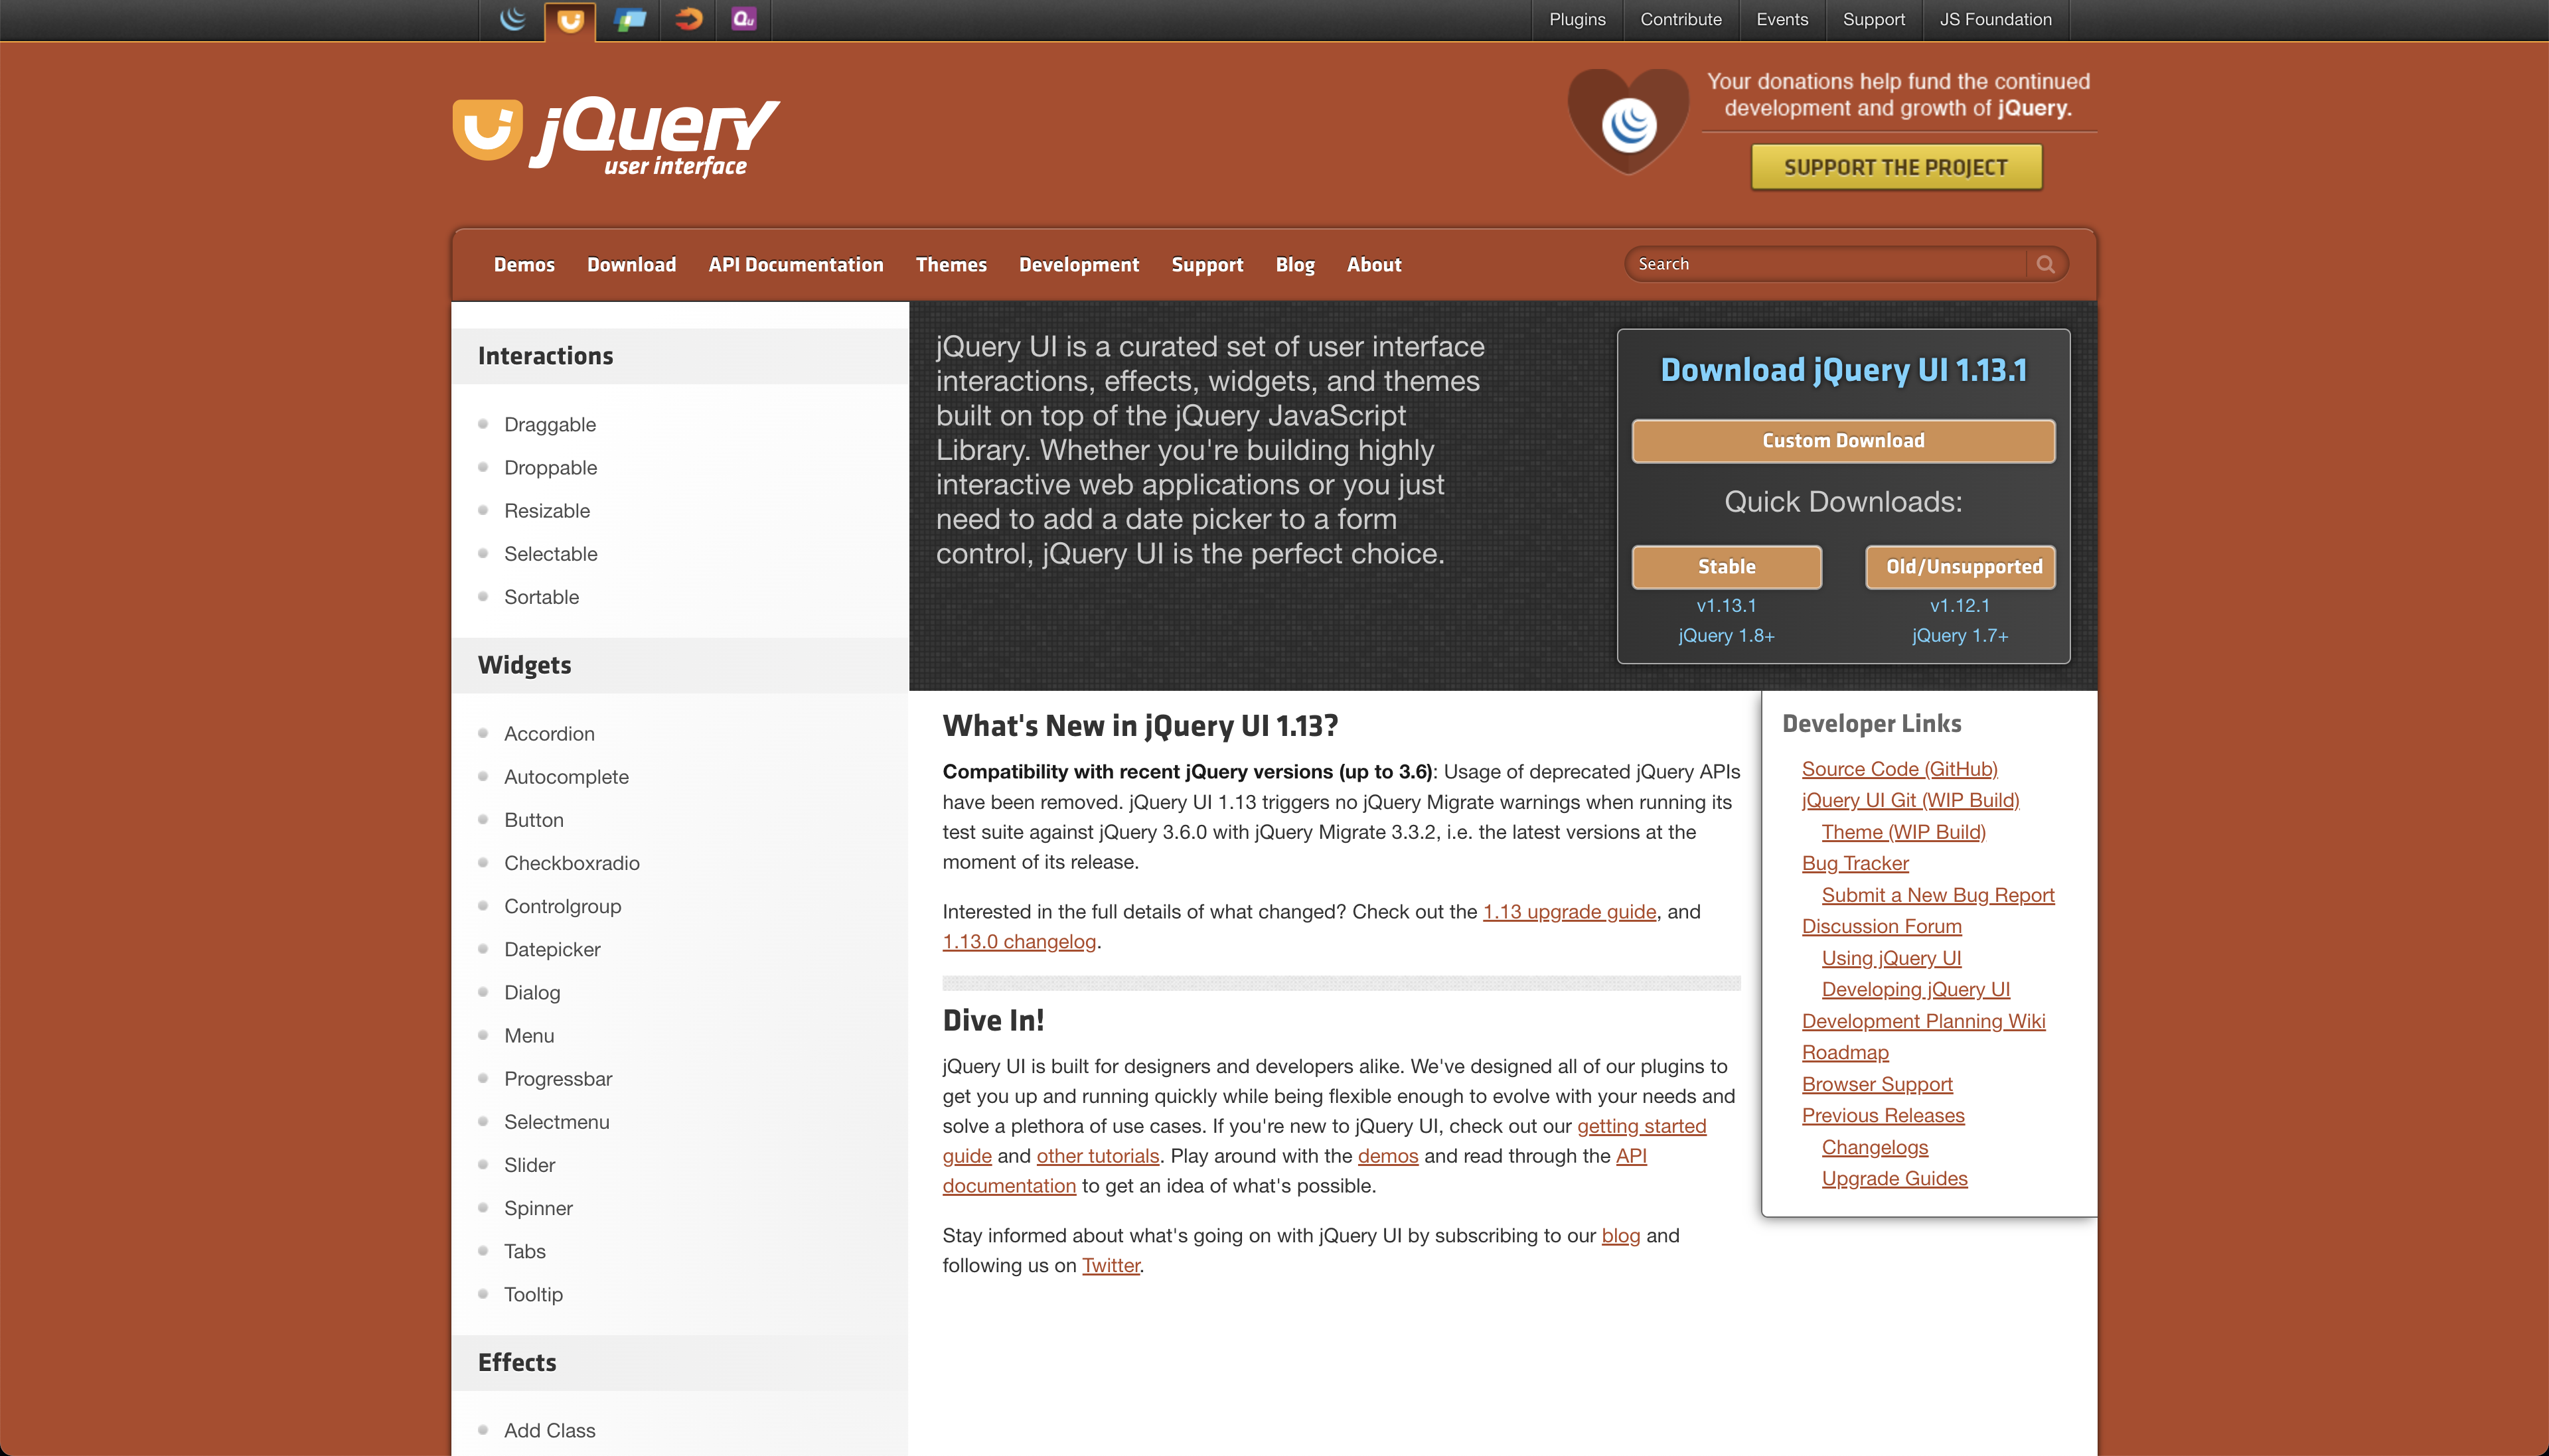 Qu
Plugins
Contribute
Events
Support
JS Foundation
jQuery
user interface
Your donations help fund the continued
development and growth of jQuery.
SUPPORT THE PROJECT
Demos
Download
API Documentation
Themes
Development
Support
Blog
About
Search
Interactions
Draggable
Droppable
Resizable
Selectable
Sortable
Widgets
Accordion
Autocomplete
Button
Checkboxradio
Controlgroup
Datepicker
Dialog
Menu
Progressbar
Selectmenu
Slider
Spinner
Tabs
Tooltip
Effects
Add Class
jQuery UI is a curated set of user interface
interactions, effects, widgets, and themes
built on top of the jQuery JavaScript
Library. Whether you're building highly
interactive web applications or you just
need to add a date picker to a form
control, jQuery UI is the perfect choice.
Download jQuery UI 1.13.1
Custom Download
Quick Downloads:
Stable
v1.13.1
jQuery 1.8+
Old/Unsupported
v1.12.1
jQuery 1.7+
What's New in jQuery UI 1.13?
Compatibility with recent jQuery versions (up to 3.6): Usage of deprecated jQuery APIs
have been removed. jQuery UI 1.13 triggers no jQuery Migrate warnings when running its
test suite against jQuery 3.6.0 with jQuery Migrate 3.3.2, i.e. the latest versions at the
moment of its release.
Interested in the full details of what changed? Check out the 1.13 upgrade guide, and
1.13.0 changelog.
Dive In!
jQuery UI is built for designers and developers alike. We've designed all of our plugins to
get you up and running quickly while being flexible enough to evolve with your needs and
solve a plethora of use cases. If you're new to jQuery UI, check out our getting started
guide and other tutorials. Play around with the demos and read through the API
documentation to get an idea of what's possible.
Stay informed about what's going on with jQuery UI by subscribing to our blog and
following us on Twitter.
Developer Links
Source Code (GitHub)
jQuery UI Git (WIP Build)
Theme (WIP Build)
Bug Tracker
Submit a New Bug Report
Discussion Forum
Using jQuery UI
Developing jQuery UI
Development Planning Wiki
Roadmap
Browser Support
Previous Releases
Changelogs
Upgrade Guides